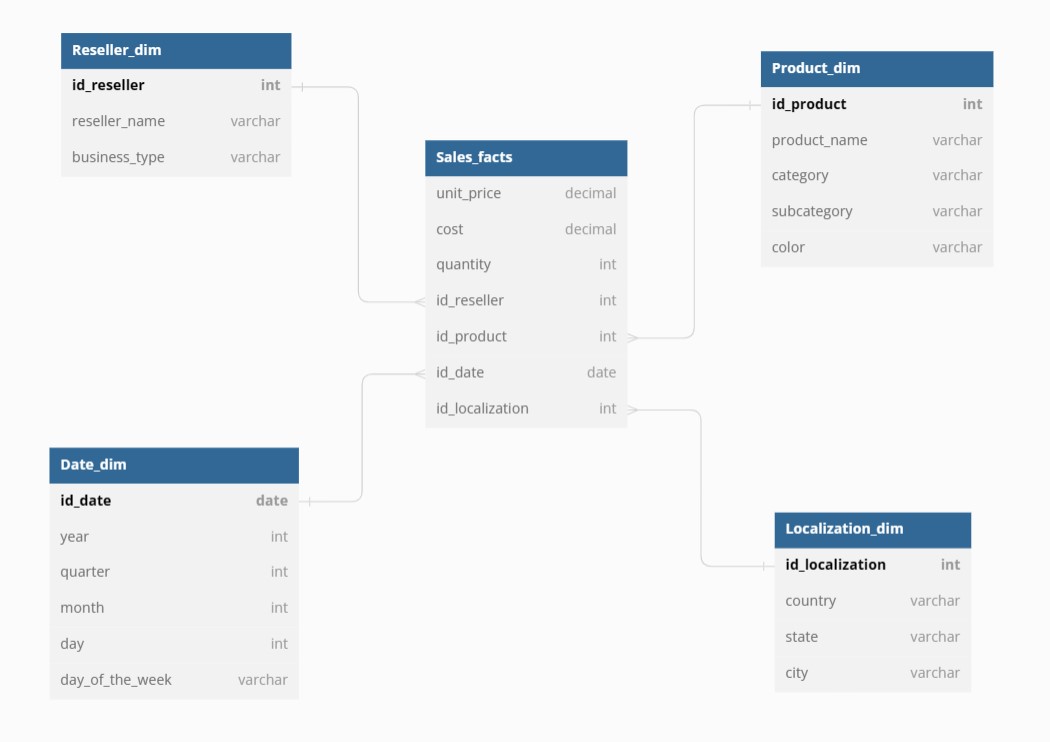 Reseller_dim
id_reseller int
reseller_name varchar
business_type varchar
Product_dim
id_product int
product_name varchar
category varchar
subcategory varchar
color varchar
Sales_facts
unit_price decimal
cost decimal
quantity int
id_reseller int
id_product int
id_date date
id_localization int
Date_dim
id_date date
year int
quarter int
month int
day int
day_of_the_week varchar
Localization_dim
id_localization int
country varchar
state varchar
city varchar